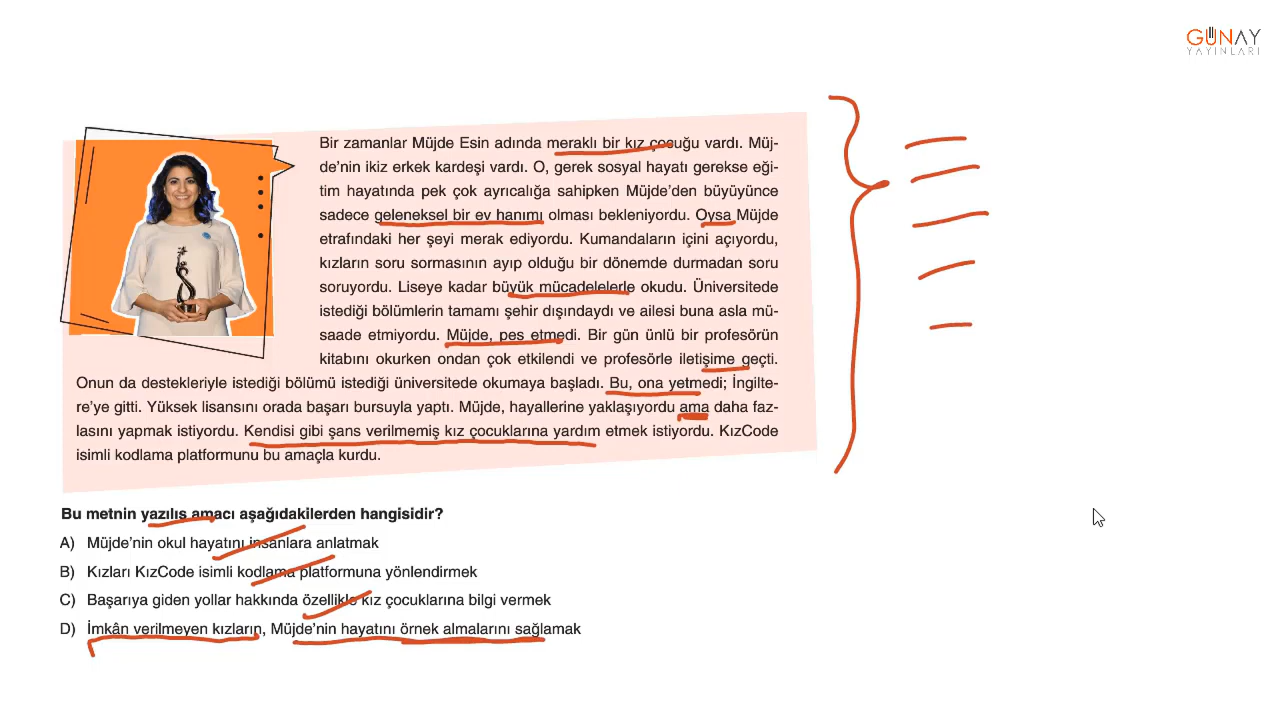 GÜNAY
YAYINLARI
Bir zamanlar Müjde Esin adında meraklı bir kız çocuğu vardı. Müj-
de’nin ikiz erkek kardeşi vardı. O, gerek sosyal hayatı gerekse eği-
tim hayatında pek çok ayrıcalığa sahipken Müjde’den büyüyünce
sadece geleneksel bir ev hanımı olması bekleniyordu. Oysa Müjde
etrafındaki her şeyi merak ediyordu. Kumandaların içini açıyordu,
kızların soru sormasının ayıp olduğu bir dönemde durmadan soru
soruyordu. Liseye kadar büyük mücadelelerle okudu. Üniversitede
istediği bölümlerin tamamı şehir dışındaydı ve ailesi buna asla mü-
saade etmiyordu. Müjde, pes etmedi. Bir gün ünlü bir profesörün
kitabını okurken ondan çok etkilendi ve profesörle iletişime geçti.
Onun da destekleriyle istediği bölümü istediği üniversitede okumaya başladı. Bu, ona yetmedi; İngilte-
re’ye gitti. Yüksek lisansını orada başarı bursuyla yaptı. Müjde, hayallerine yaklaşıyordu ama daha faz-
lasını yapmak istiyordu. Kendisi gibi şans verilmemiş kız çocuklarına yardım etmek istiyordu. KızCode
isimli kodlama platformunu bu amaçla kurdu.
Bu metnin yazılış amacı aşağıdakilerden hangisidir?
A) Müjde’nin okul hayatını insanlara anlatmak
B) Kızları KızCode isimli kodlama platformuna yönlendirmek
C) Başarıya giden yollar hakkında özellikle kız çocuklarına bilgi vermek
D) İmkân verilmeyen kızların, Müjde’nin hayatını örnek almalarını sağlamak